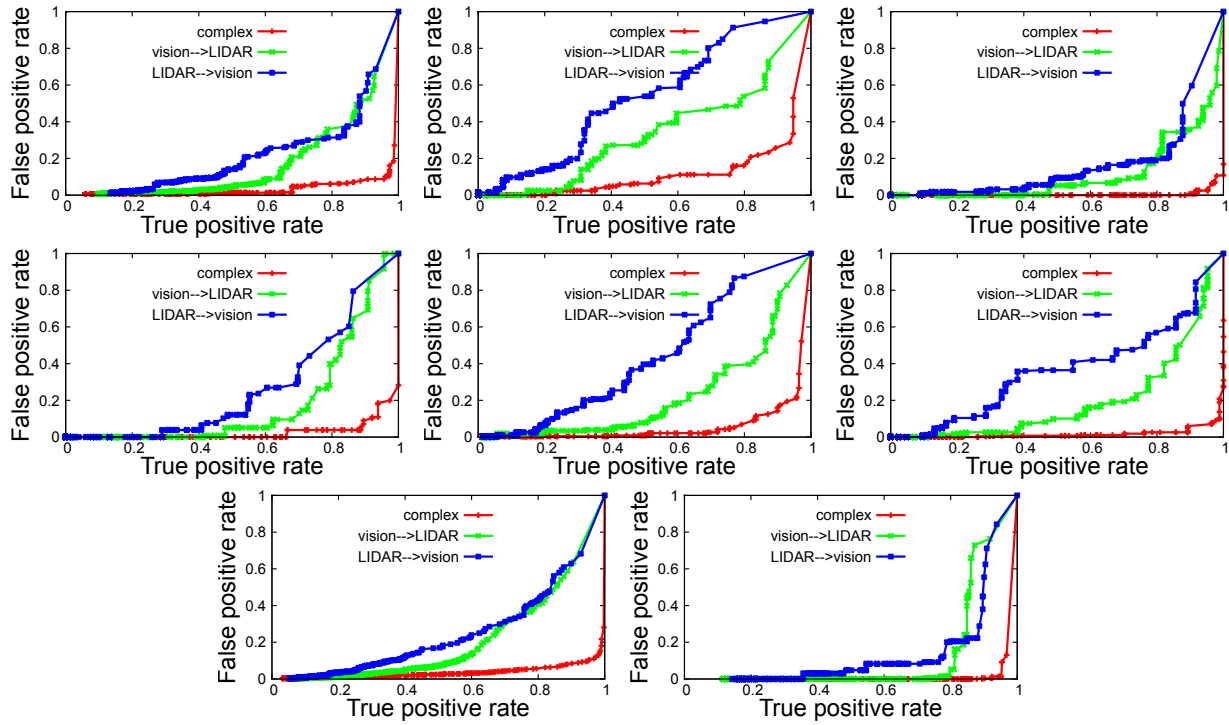 False positive rate
1
0.8
0.6
0.4
0.2
0
complex
vision-->LIDAR
LIDAR-->vision
0 0.2 0.4 0.6 0.8 1
True positive rate
False positive rate
1
0.8
0.6
0.4
0.2
0
complex
vision-->LIDAR
LIDAR-->vision
0 0.2 0.4 0.6 0.8 1
True positive rate
False positive rate
1
0.8
0.6
0.4
0.2
0
complex
vision-->LIDAR
LIDAR-->vision
0 0.2 0.4 0.6 0.8 1
True positive rate
False positive rate
1
0.8
0.6
0.4
0.2
0
complex
vision-->LIDAR
LIDAR-->vision
0 0.2 0.4 0.6 0.8 1
True positive rate
False positive rate
1
0.8
0.6
0.4
0.2
0
complex
vision-->LIDAR
LIDAR-->vision
0 0.2 0.4 0.6 0.8 1
True positive rate
False positive rate
1
0.8
0.6
0.4
0.2
0
complex
vision-->LIDAR
LIDAR-->vision
0 0.2 0.4 0.6 0.8 1
True positive rate
False positive rate
1
0.8
0.6
0.4
0.2
0
complex
vision-->LIDAR
LIDAR-->vision
0 0.2 0.4 0.6 0.8 1
True positive rate
False positive rate
1
0.8
0.6
0.4
0.2
0
complex
vision-->LIDAR
LIDAR-->vision
0 0.2 0.4 0.6 0.8 1
True positive rate